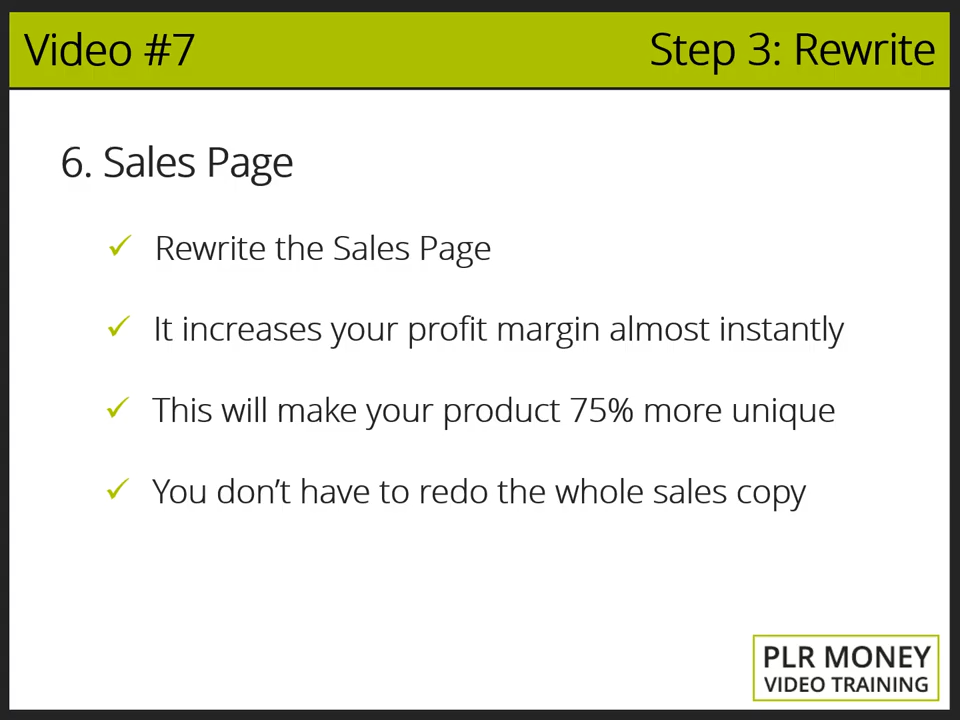 Video #7
Step 3: Rewrite
6. Sales Page
✓ Rewrite the Sales Page
✓ It increases your profit margin almost instantly
✓ This will make your product 75% more unique
✓ You don’t have to redo the whole sales copy
PLR MONEY
VIDEO TRAINING